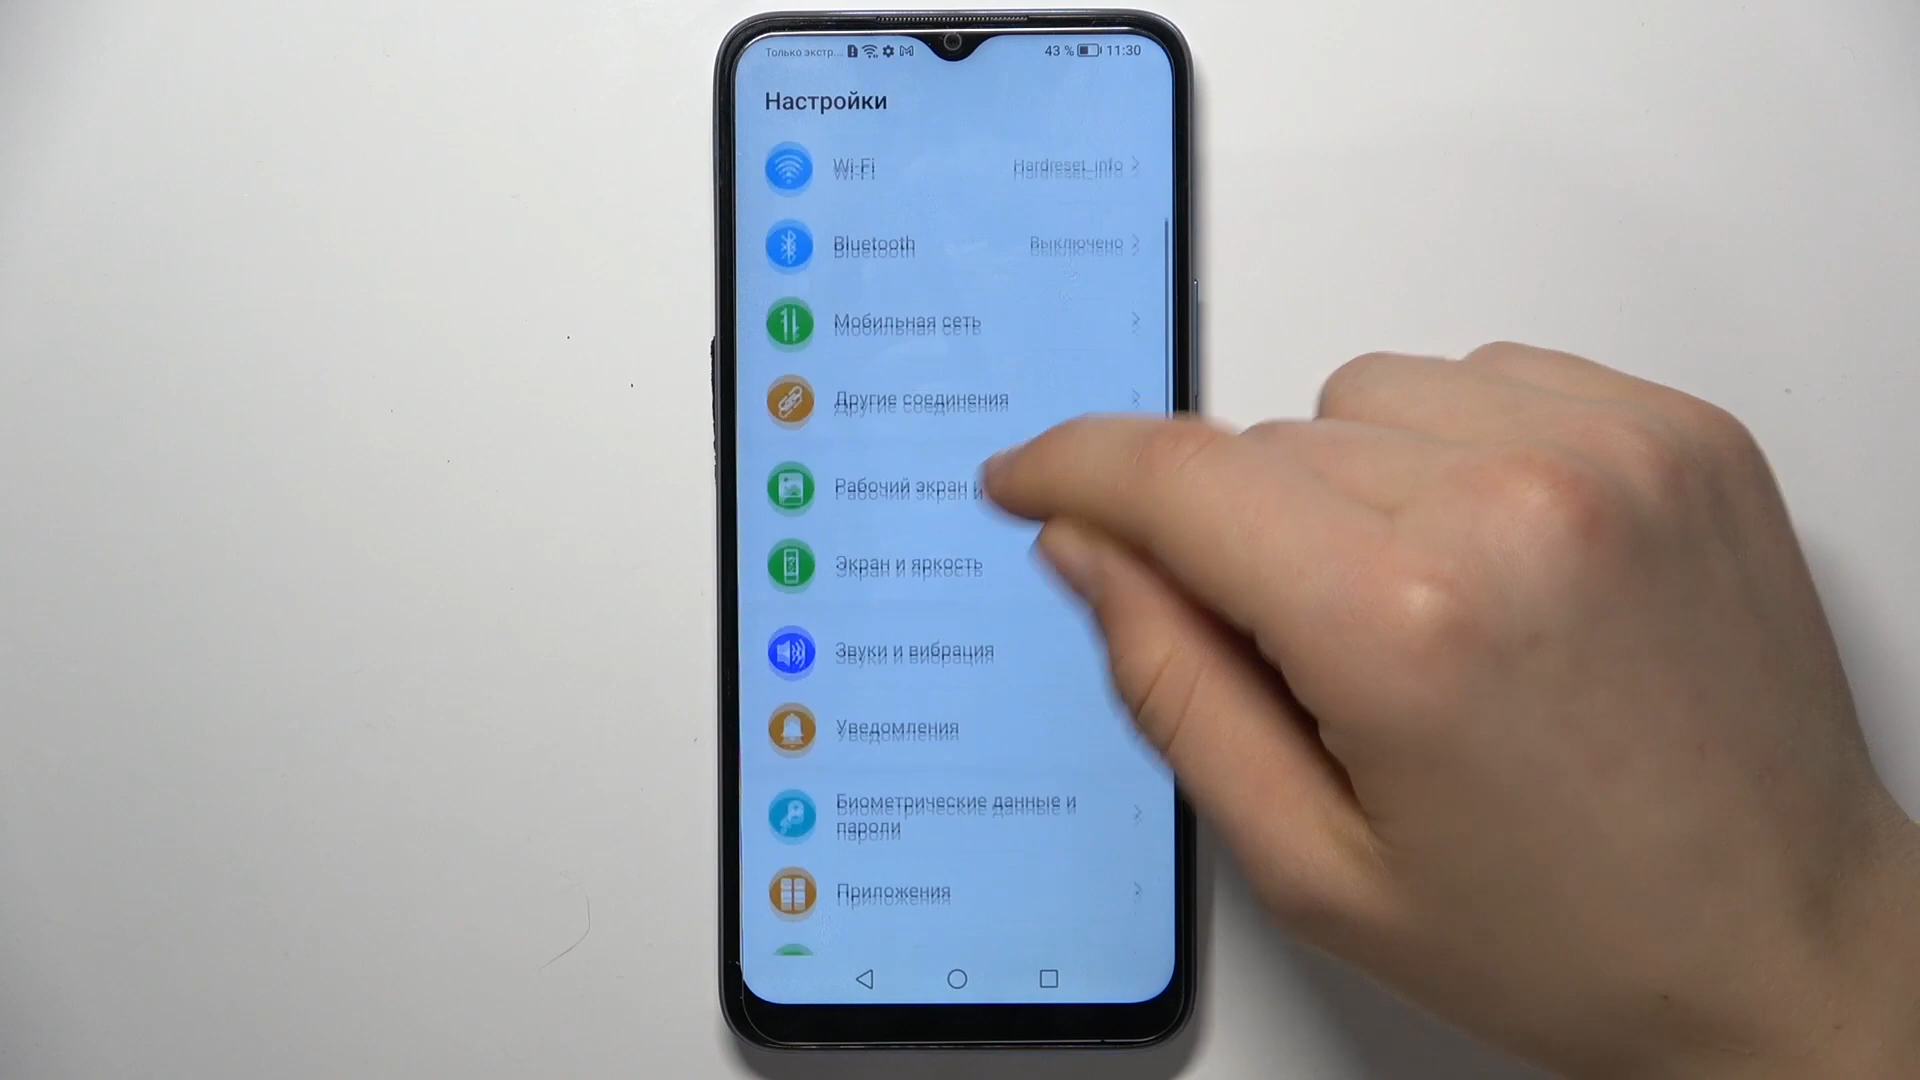 Только экстр... 43 % 11:30
Настройки
Wi-Fi Hardreset_info
Bluetooth Выключено
Мобильная сеть
Другие соединения
Рабочий экран и
Экран и яркость
Звуки и вибрация
Уведомления
Биометрические данные и
пароли
Приложения